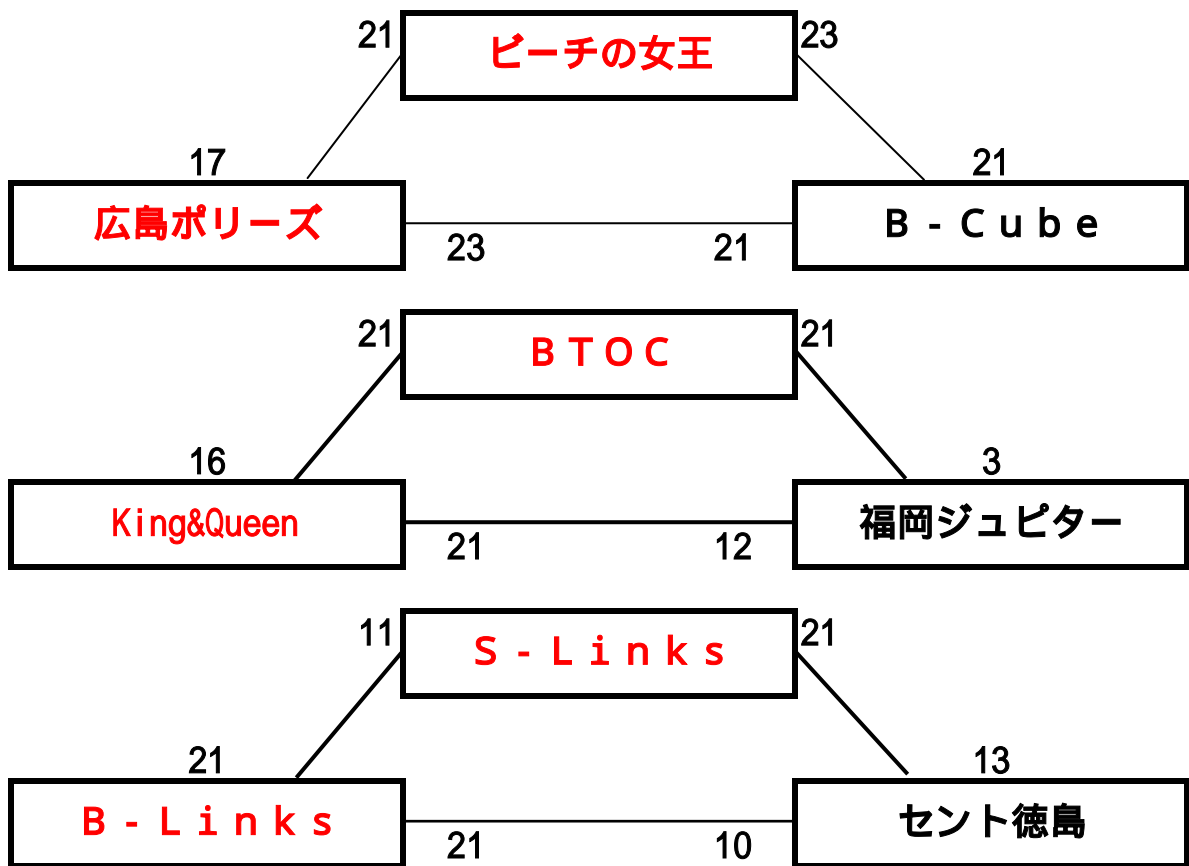 21 ビーチの女王 23
17 21
広島ポリーズ Ｂ－Ｃｕｂｅ
23 21
21 ＢＴＯＣ 21
16 3
King&Queen 福岡ジュピター
21 12
11 Ｓ－Ｌｉｎｋｓ 21
21 13
Ｂ－Ｌｉｎｋｓ セント徳島
21 10